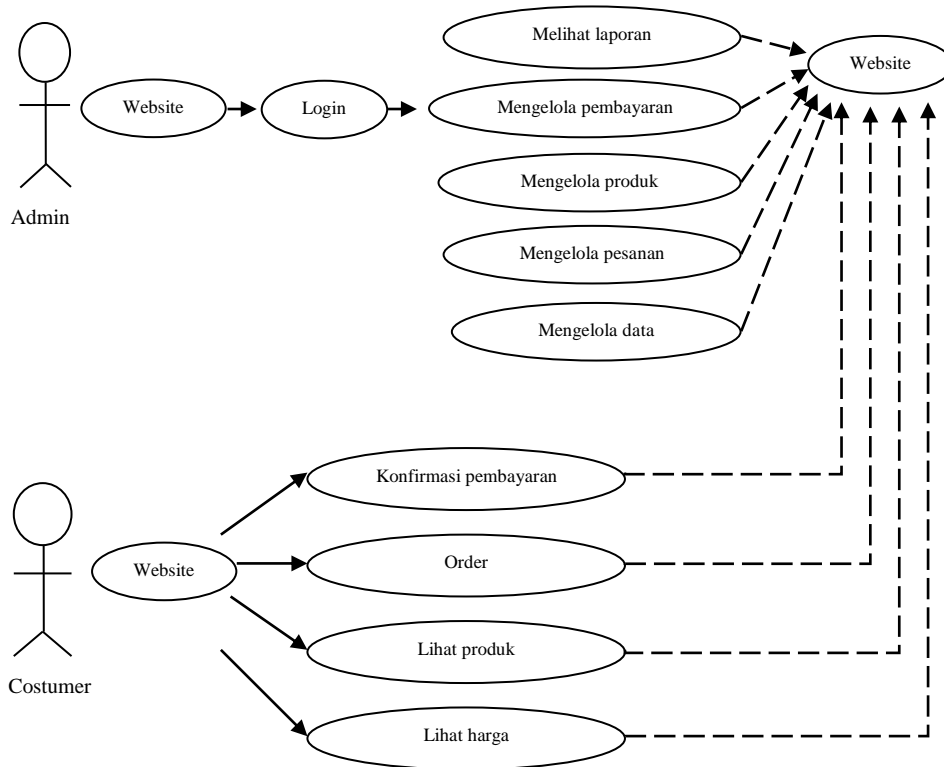 Melihat laporan
Website
Website
Login
Mengelola pembayaran
Mengelola produk
Admin
Mengelola pesanan
Mengelola data
Konfirmasi pembayaran
Website
Order
Lihat produk
Costumer
Lihat harga